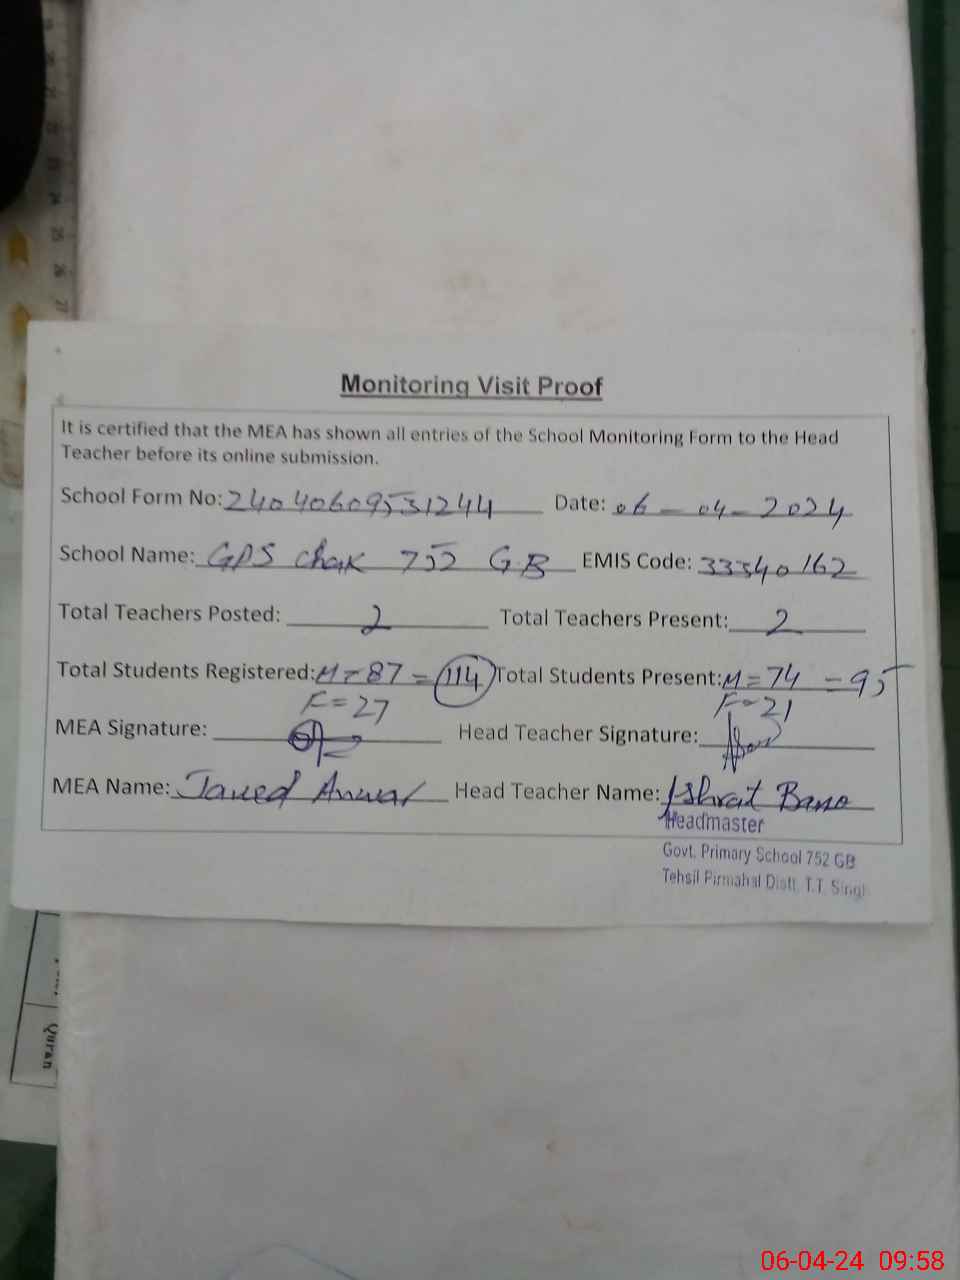 Monitoring Visit Proof
It is certified that the MEA has shown all entries of the School Monitoring Form to the Head
Teacher before its online submission.
School Form No: 240406095 31244 Date: 06 - 04 - 2024
School Name: GPS Chak 752 G.B EMIS Code: 33340162
Total Teachers Posted: 2 Total Teachers Present: 2
Total Students Registered: M = 87 = 114 Total Students Present: M = 74 - 95
F = 27 F = 21
MEA Signature: Head Teacher Signature:
MEA Name: Javed Anwar Head Teacher Name: Ishrat Bano
Headmaster
Govt. Primary School 752 GB
Tehsil Pirmahal Distt. T.T. Singh
Quran
06-04-24 09:58